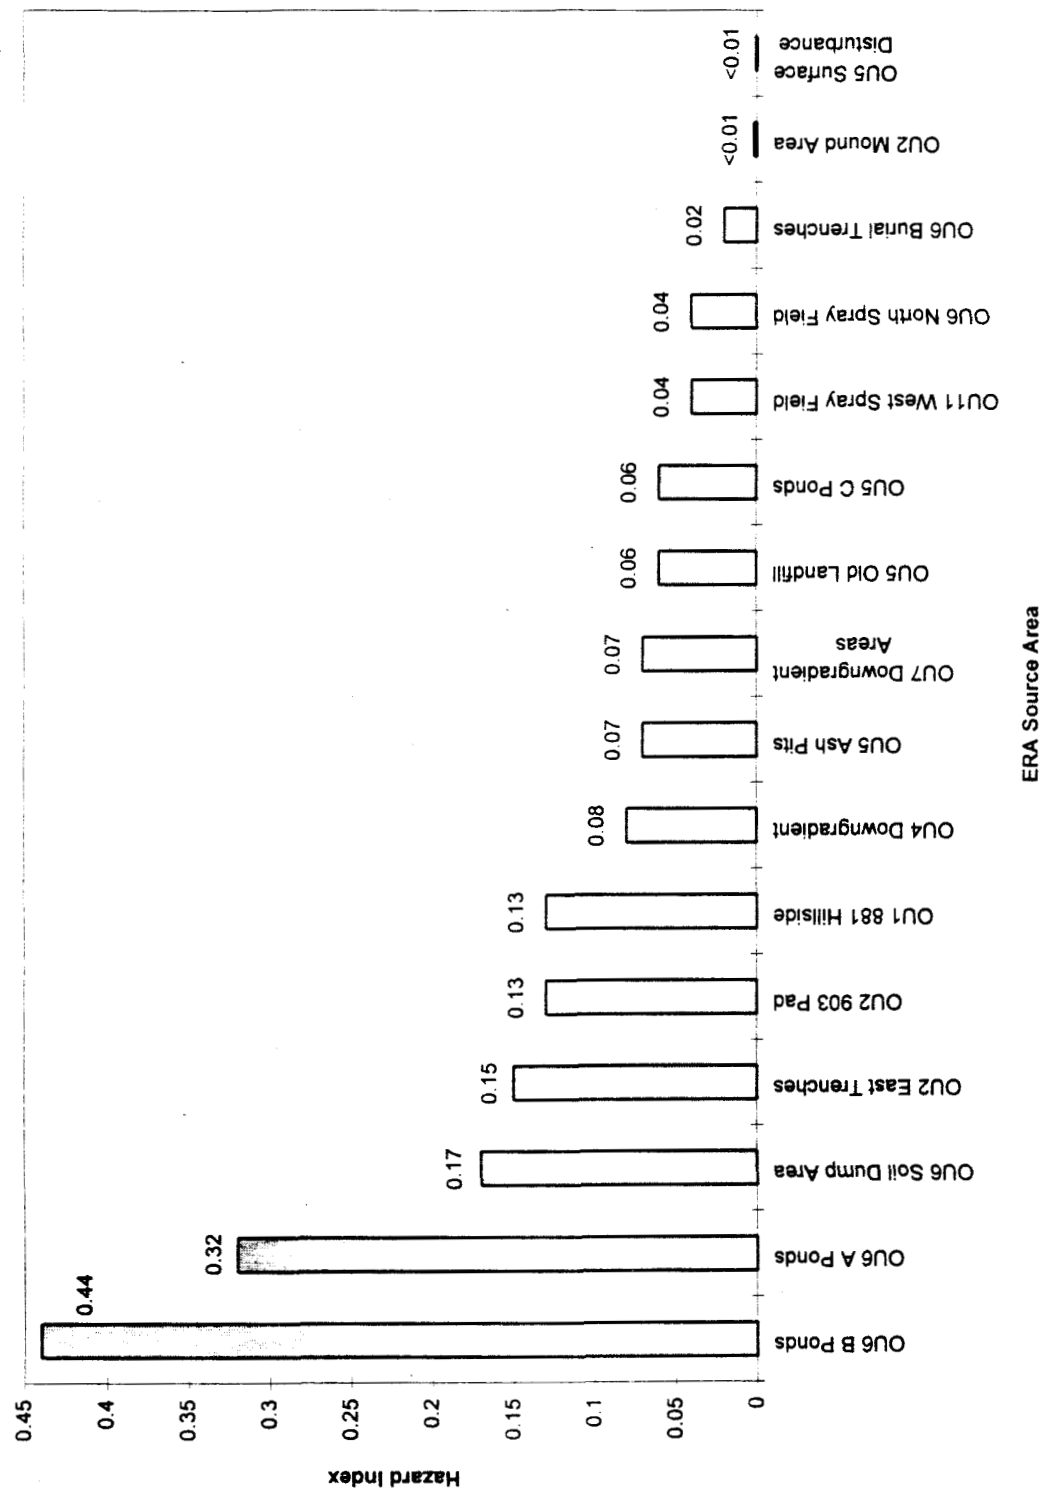 Hazard Index
0.45
0.4
0.35
0.3
0.25
0.2
0.15
0.1
0.05
0
0.44
0.32
0.17
0.15
0.13
0.13
0.08
0.07
0.07
0.06
0.06
0.04
0.04
0.02
<0.01
<0.01
OU6 B Ponds
OU6 A Ponds
OU6 Soil Dump Area
OU2 East Trenches
OU2 903 Pad
OU1 881 Hillside
OU4 Downgradient
OU5 Ash Pits
OU7 Downgradient
Areas
OU5 Old Landfill
OU5 C Ponds
OU11 West Spray Field
OU6 North Spray Field
OU6 Burial Trenches
OU2 Mound Area
OU5 Surface
Disturbance
ERA Source Area